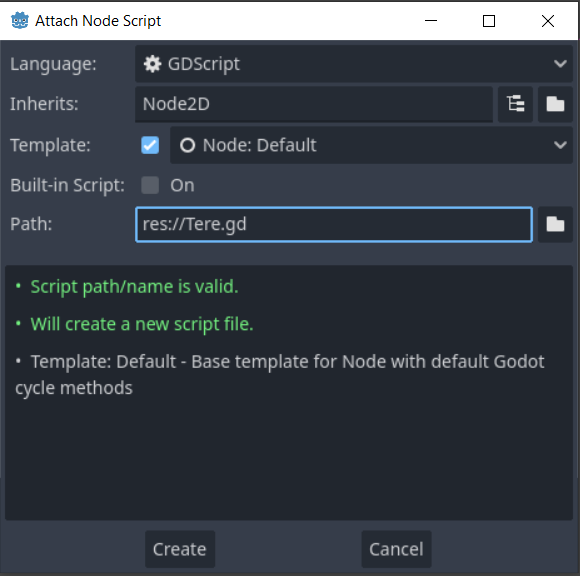 Attach Node Script
Language: GDScript
Inherits: Node2D
Template: Node: Default
Built-in Script: On
Path: res://Tere.gd
• Script path/name is valid.
• Will create a new script file.
• Template: Default - Base template for Node with default Godot
cycle methods
Create Cancel